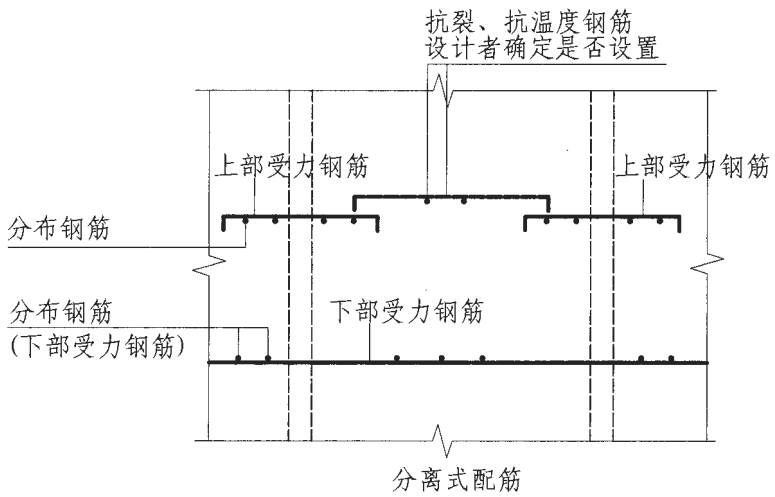 抗裂、抗温度钢筋
设计者确定是否设置
上部受力钢筋
上部受力钢筋
分布钢筋
分布钢筋
(下部受力钢筋)
下部受力钢筋
分离式配筋